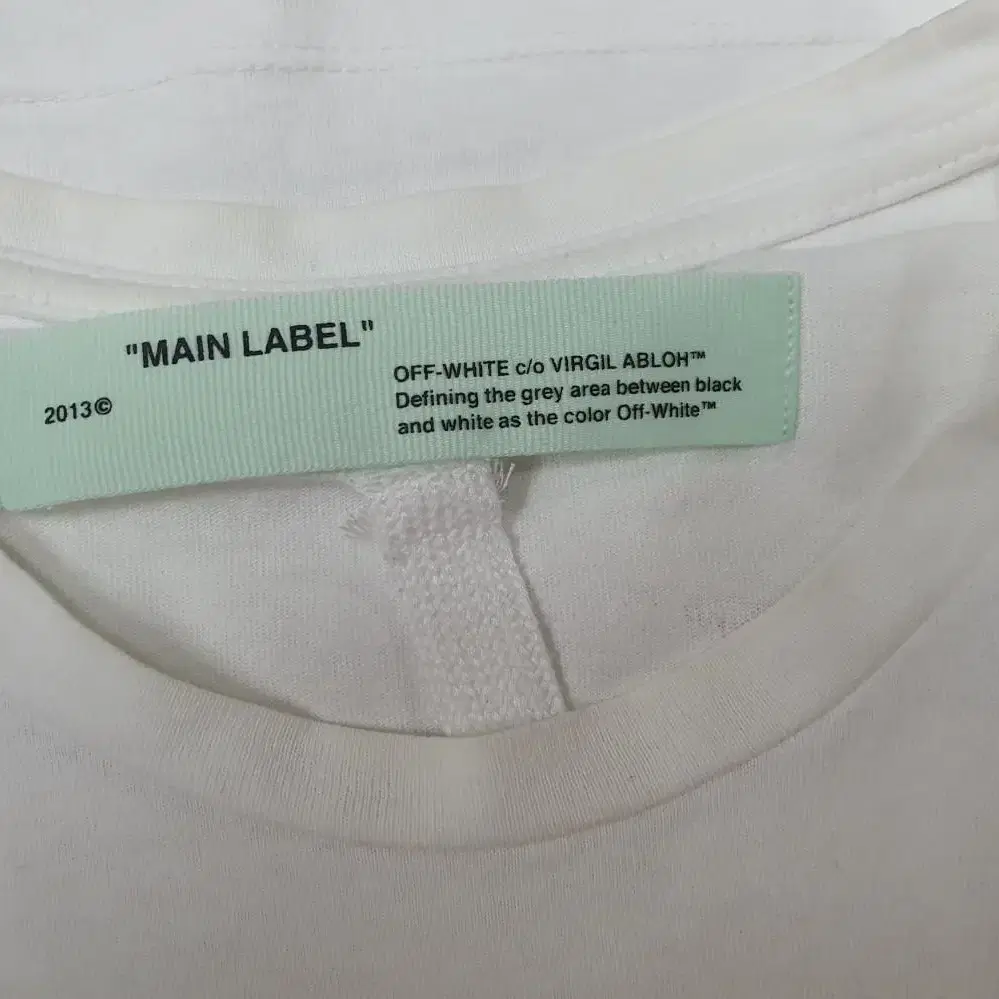 "MAIN LABEL"
2013©
OFF-WHITE c/o VIRGIL ABLOH™
Defining the grey area between black
and white as the color Off-White™